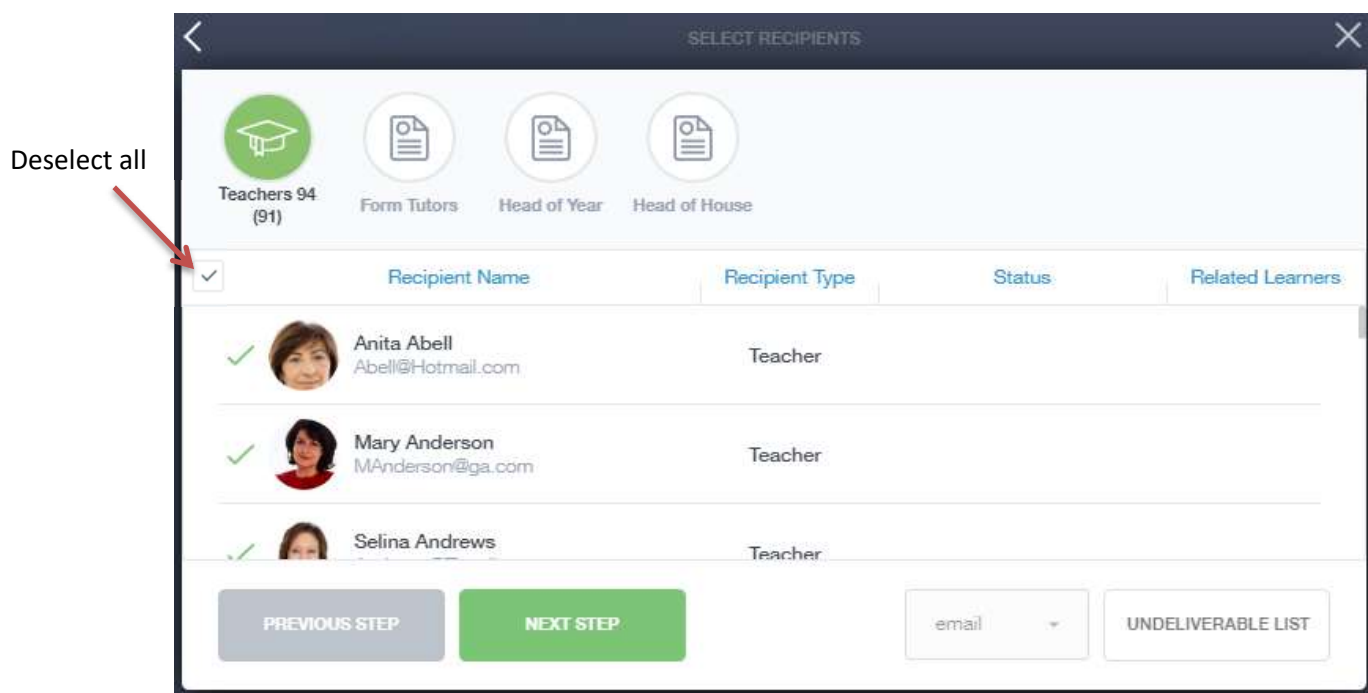 SELECT RECIPIENTS
Deselect all
Teachers 94
(91)
Form Tutors
Head of Year
Head of House
Recipient Name
Recipient Type
Status
Related Learners
Anita Abell
Abell@Hotmail.com
Teacher
Mary Anderson
MAnderson@ga.com
Teacher
Selina Andrews
Teacher
PREVIOUS STEP
NEXT STEP
email
UNDELIVERABLE LIST